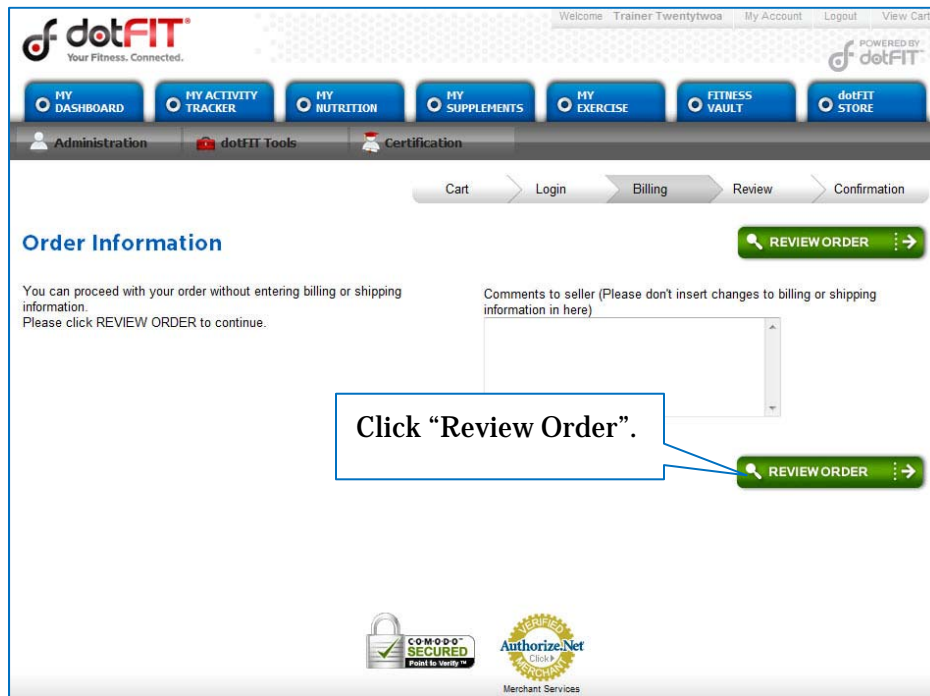 Welcome Trainer Twentytwoa My Account Logout View Cart
dotFIT
Your Fitness. Connected.
POWERED BY
dotFIT
MY DASHBOARD
MY ACTIVITY TRACKER
MY NUTRITION
MY SUPPLEMENTS
MY EXERCISE
FITNESS VAULT
dotFIT STORE
Administration dotFIT Tools Certification
Cart Login Billing Review Confirmation
Order Information
REVIEW ORDER
You can proceed with your order without entering billing or shipping
information.
Please click REVIEW ORDER to continue.
Comments to seller (Please don't insert changes to billing or shipping
information in here)
Click “Review Order”.
REVIEW ORDER
COMODO
SECURED
Point to Verify ™
VERIFIED
Authorize.Net
Click
MERCHANT
Merchant Services